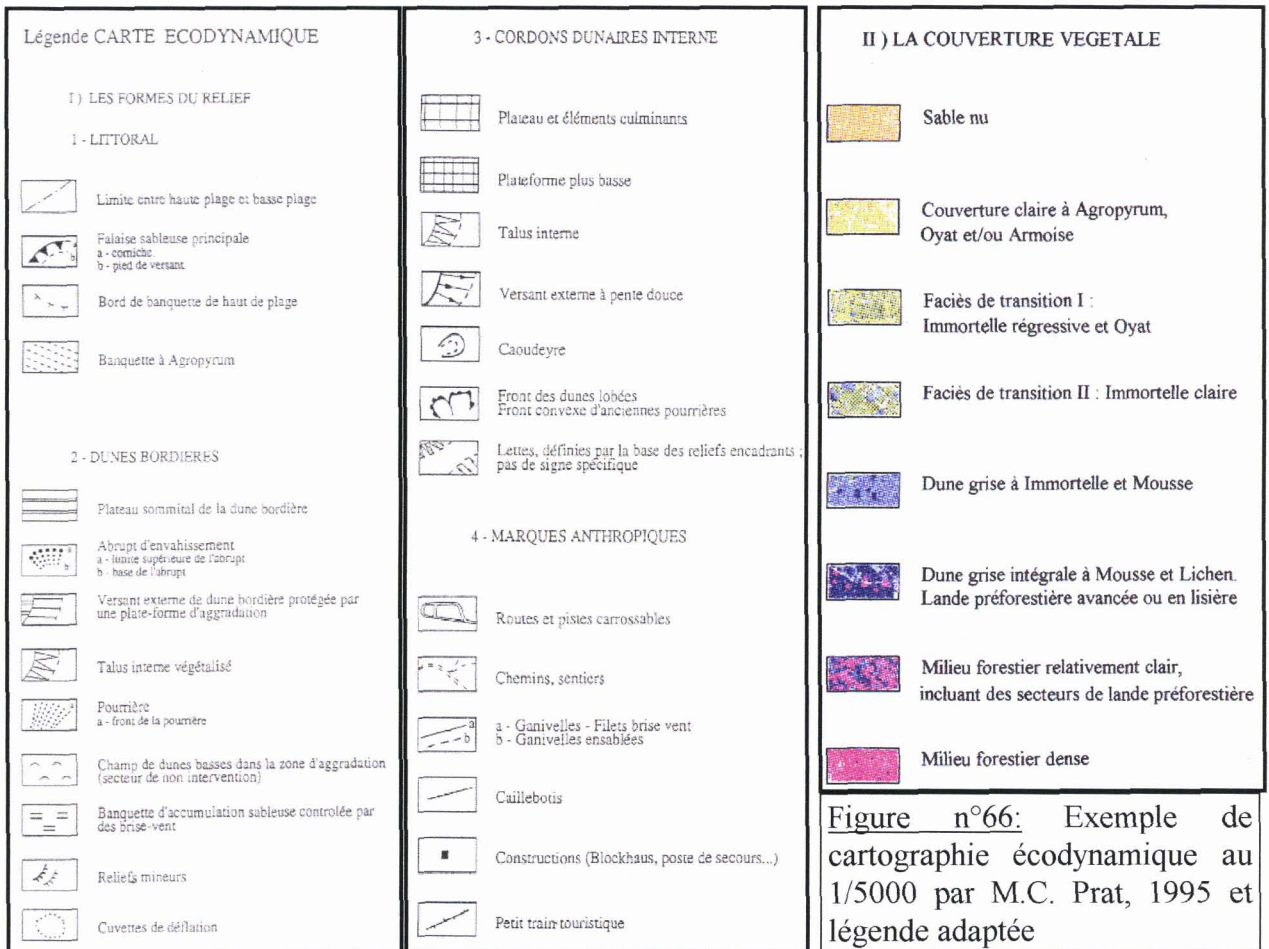 Légende CARTE ECODYNAMIQUE
I ) LES FORMES DU RELIEF
1 - LITTORAL
Limite entre haute plage et basse plage
Falaise sableuse principale
a - corniche
b - pied de versant
b
Bord de banquette de haut de plage
Banquette à Agropyrum
2 - DUNES BORDIERES
Plateau sommital de la dune bordière
Abrupt d'envahissement
a - limite supérieure de l'abrupt
b - base de l'abrupt
a
b
Versant externe de dune bordière protégée par
une plate-forme d'aggradation
Talus interne végétalisé
Pourrière
a - front de la pourrière
a
Champ de dunes basses dans la zone d'aggradation
(secteur de non intervention)
Banquette d'accumulation sableuse controlée par
des brise-vent
Reliefs mineurs
Cuvettes de déflation
3 - CORDONS DUNAIRES INTERNE
Plateau et éléments culminants
Plateforme plus basse
Talus interne
Versant externe à pente douce
Caoudeyre
Front des dunes lobées
Front convexe d'anciennes pourrières
Lettes, définies par la base des reliefs encadrants ;
pas de signe spécifique
4 - MARQUES ANTHROPIQUES
Routes et pistes carrossables
Chemins, sentiers
a - Ganivelles - Filets brise vent
b - Ganivelles ensablées
a
b
Caillebotis
Constructions (Blockhaus, poste de secours...)
Petit train touristique
II ) LA COUVERTURE VEGETALE
Sable nu
Couverture claire à Agropyrum,
Oyat et/ou Armoise
Faciès de transition I :
Immortelle régressive et Oyat
Faciès de transition II : Immortelle claire
Dune grise à Immortelle et Mousse
Dune grise intégrale à Mousse et Lichen.
Lande préforestière avancée ou en lisière
Milieu forestier relativement clair,
incluant des secteurs de lande préforestière
Milieu forestier dense
Figure n°66: Exemple de
cartographie écodynamique au
1/5000 par M.C. Prat, 1995 et
légende adaptée